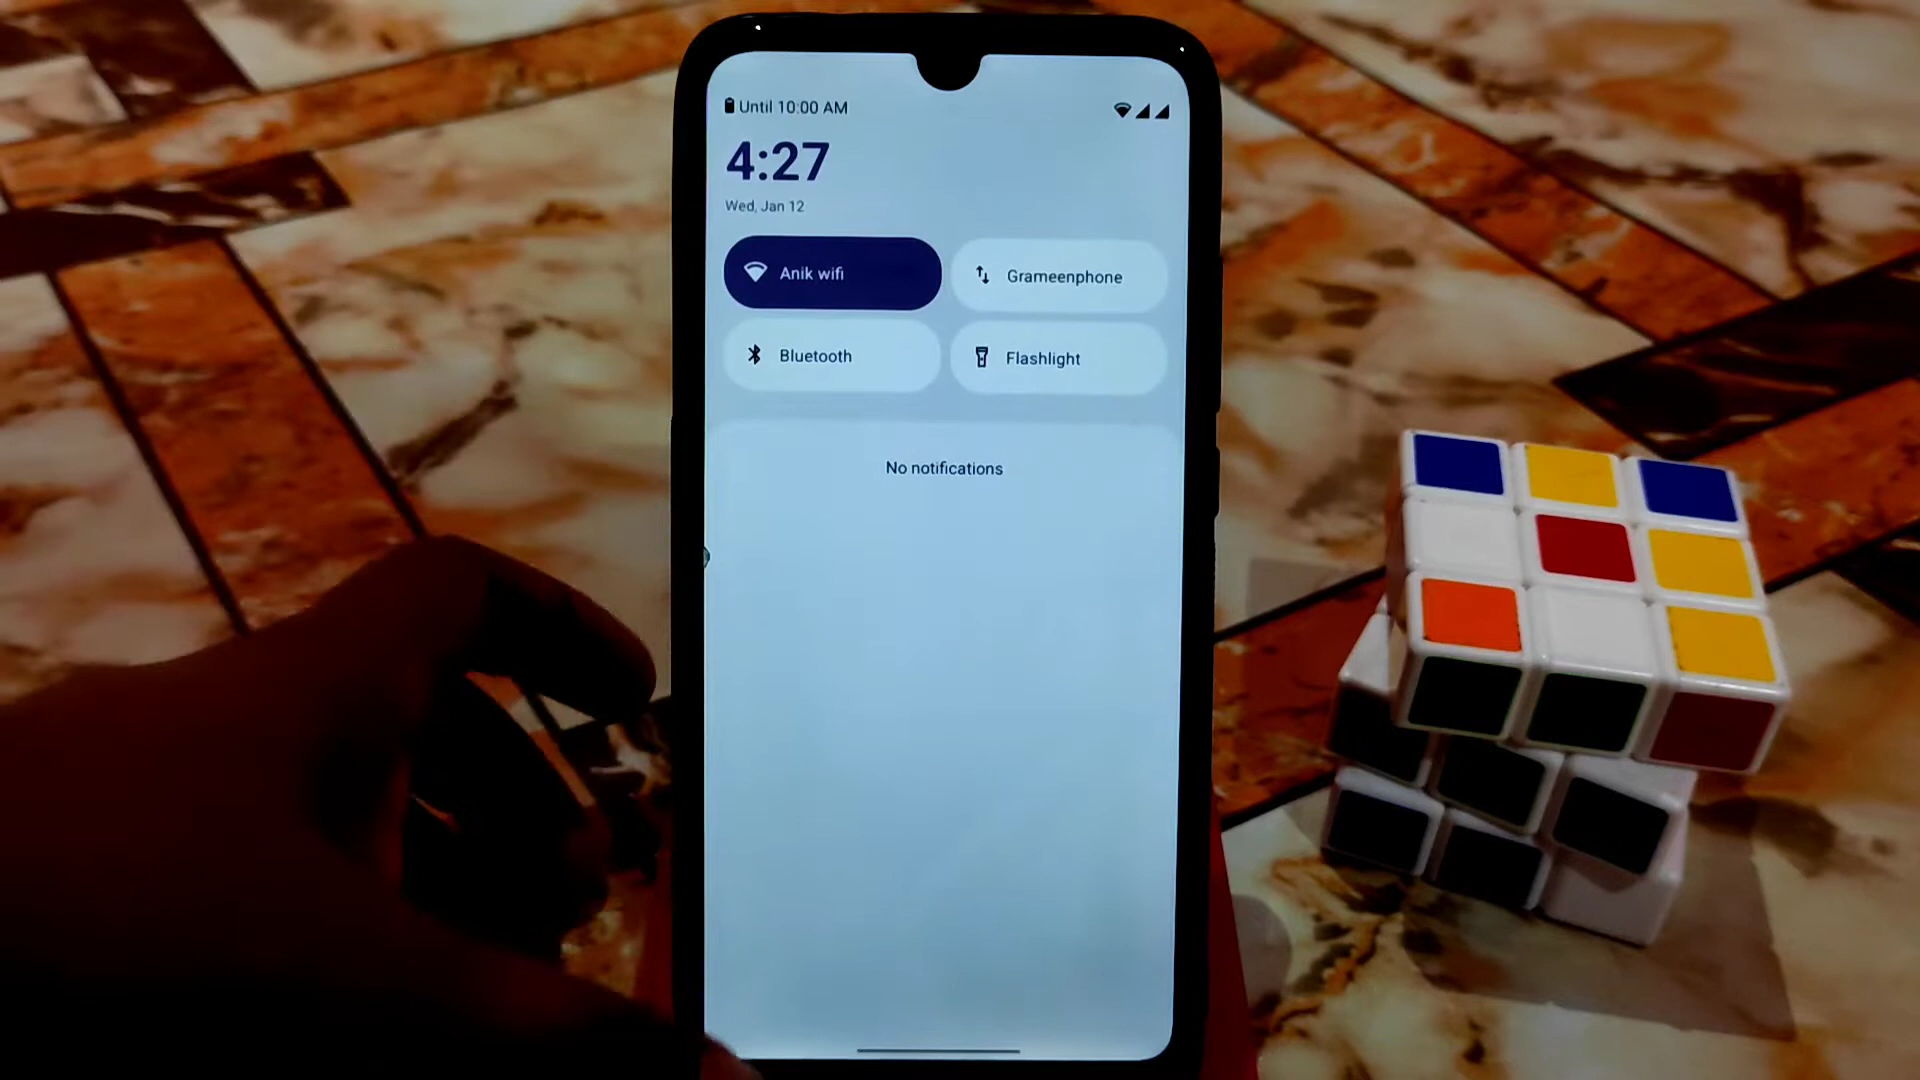 Until 10:00 AM
4:27
Wed, Jan 12
Anik wifi
Grameenphone
Bluetooth
Flashlight
No notifications